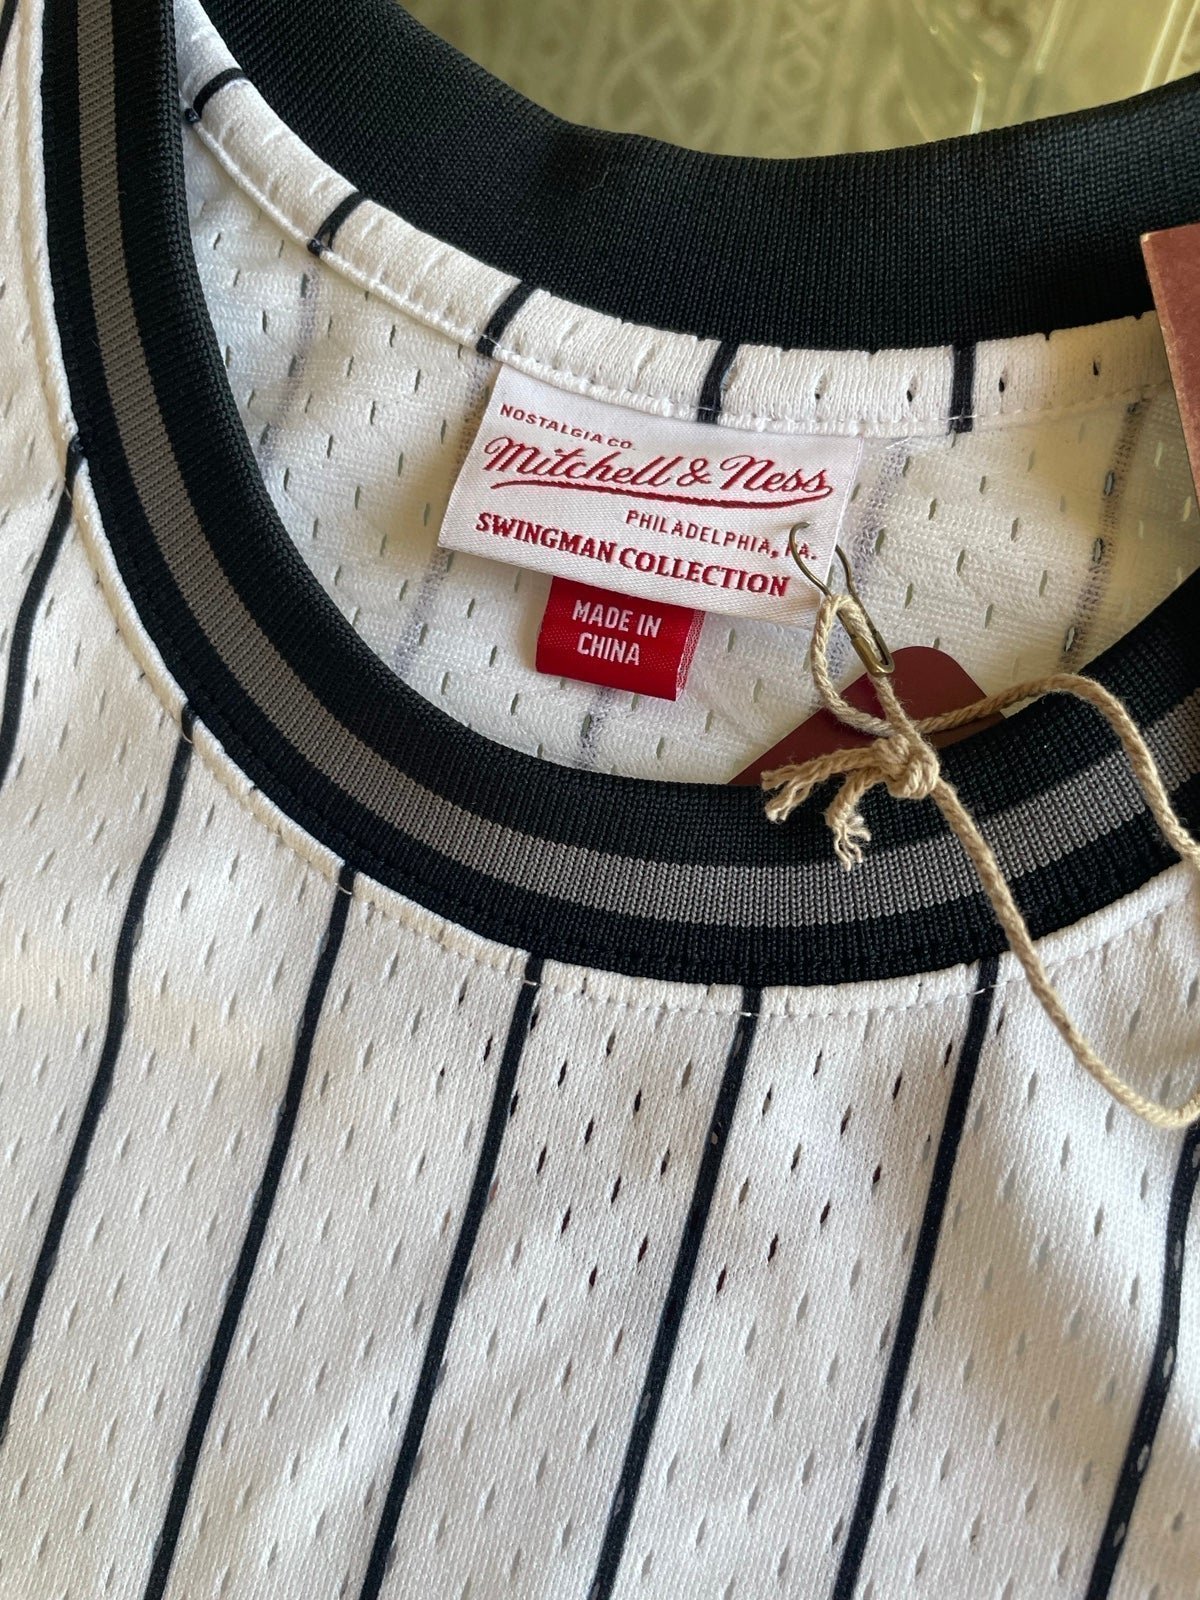 NOSTALGIA CO.
Mitchell & Ness
PHILADELPHIA, PA.
SWINGMAN COLLECTION
MADE IN
CHINA